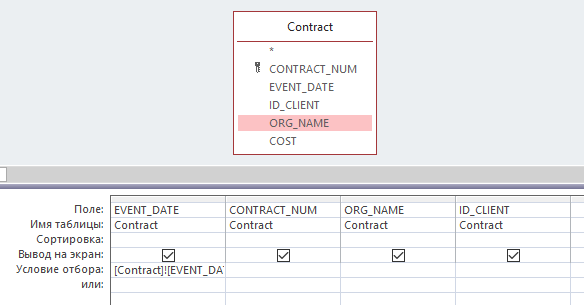 Contract
*
CONTRACT_NUM
EVENT_DATE
ID_CLIENT
ORG_NAME
COST
Поле: EVENT_DATE CONTRACT_NUM ORG_NAME ID_CLIENT
Имя таблицы: Contract Contract Contract Contract
Сортировка:
Вывод на экран:
Условие отбора: [Contract]![EVENT_DA
или: